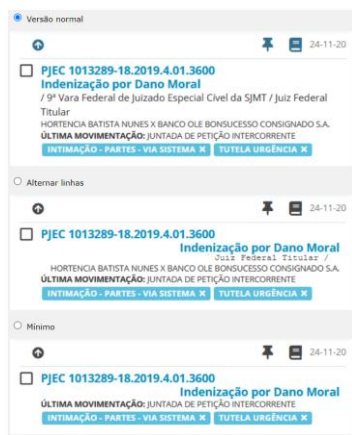 Versão normal
24-11-20
PJEC 1013289-18.2019.4.01.3600
Indenização por Dano Moral
/ 9ª Vara Federal de Juizado Especial Cível da SJMT / Juiz Federal
Titular
HORTENCIA BATISTA NUNES X BANCO OLE BONSUCESSO CONSIGNADO S.A.
ÚLTIMA MOVIMENTAÇÃO: JUNTADA DE PETIÇÃO INTERCORRENTE
INTIMAÇÃO - PARTES - VIA SISTEMA × TUTELA URGÊNCIA ×
Alternar linhas
24-11-20
PJEC 1013289-18.2019.4.01.3600
Indenização por Dano Moral
Juiz Federal Titular /
HORTENCIA BATISTA NUNES X BANCO OLE BONSUCESSO CONSIGNADO S.A.
ÚLTIMA MOVIMENTAÇÃO: JUNTADA DE PETIÇÃO INTERCORRENTE
INTIMAÇÃO - PARTES - VIA SISTEMA × TUTELA URGÊNCIA ×
Mínimo
24-11-20
PJEC 1013289-18.2019.4.01.3600
Indenização por Dano Moral
ÚLTIMA MOVIMENTAÇÃO: JUNTADA DE PETIÇÃO INTERCORRENTE
INTIMAÇÃO - PARTES - VIA SISTEMA × TUTELA URGÊNCIA ×